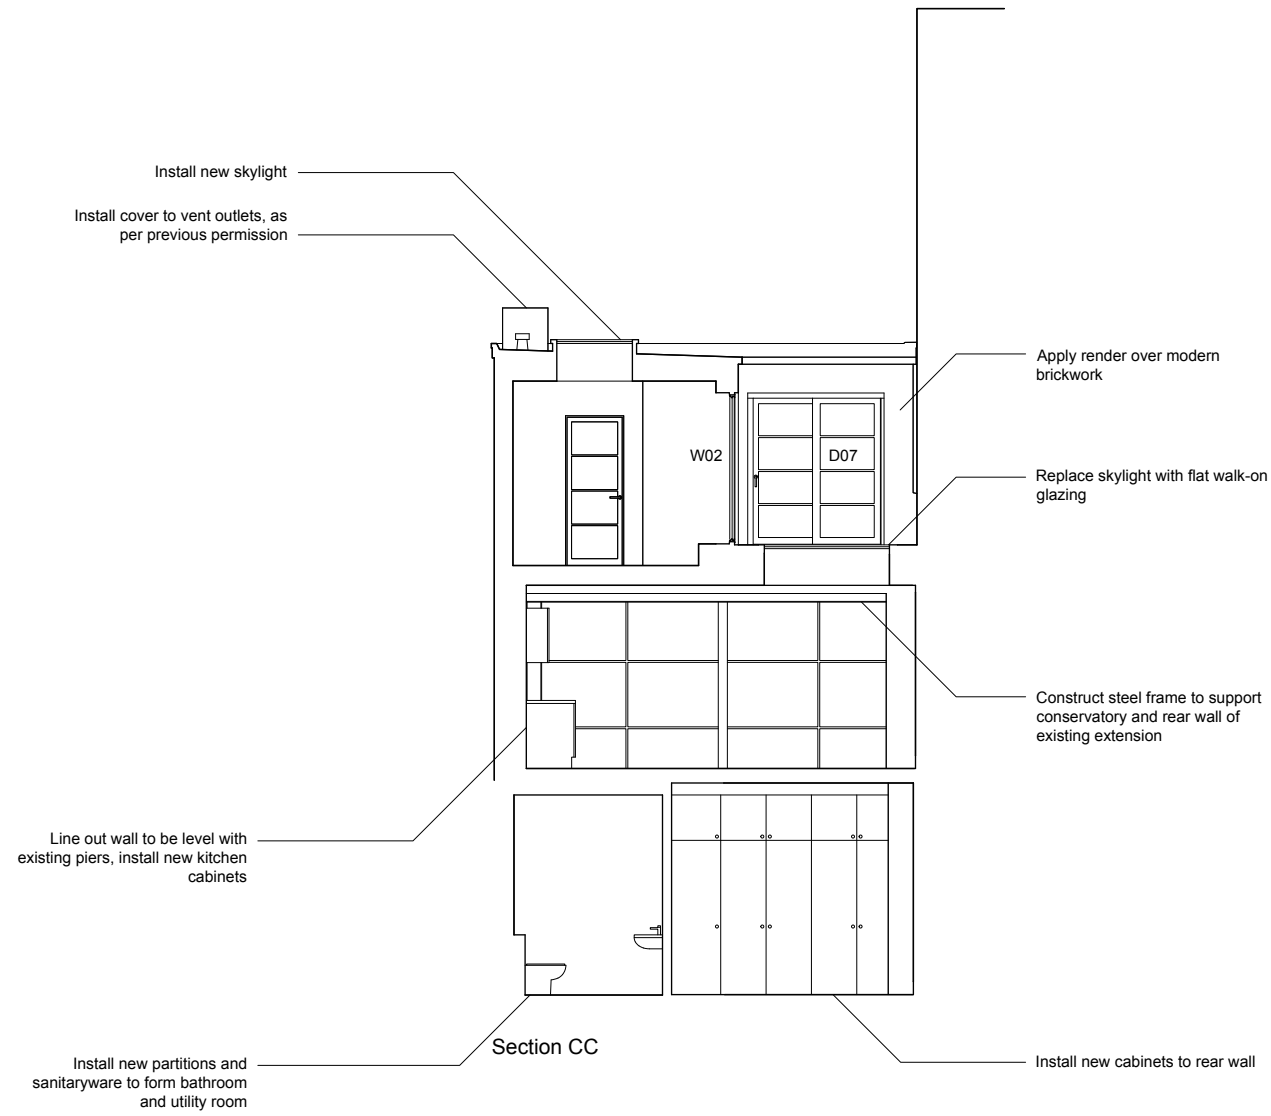 Install new skylight
Install cover to vent outlets, as
per previous permission
Apply render over modern
brickwork
W02
D07
Replace skylight with flat walk-on
glazing
Construct steel frame to support
conservatory and rear wall of
existing extension
Line out wall to be level with
existing piers, install new kitchen
cabinets
Section CC
Install new partitions and
sanitaryware to form bathroom
and utility room
Install new cabinets to rear wall